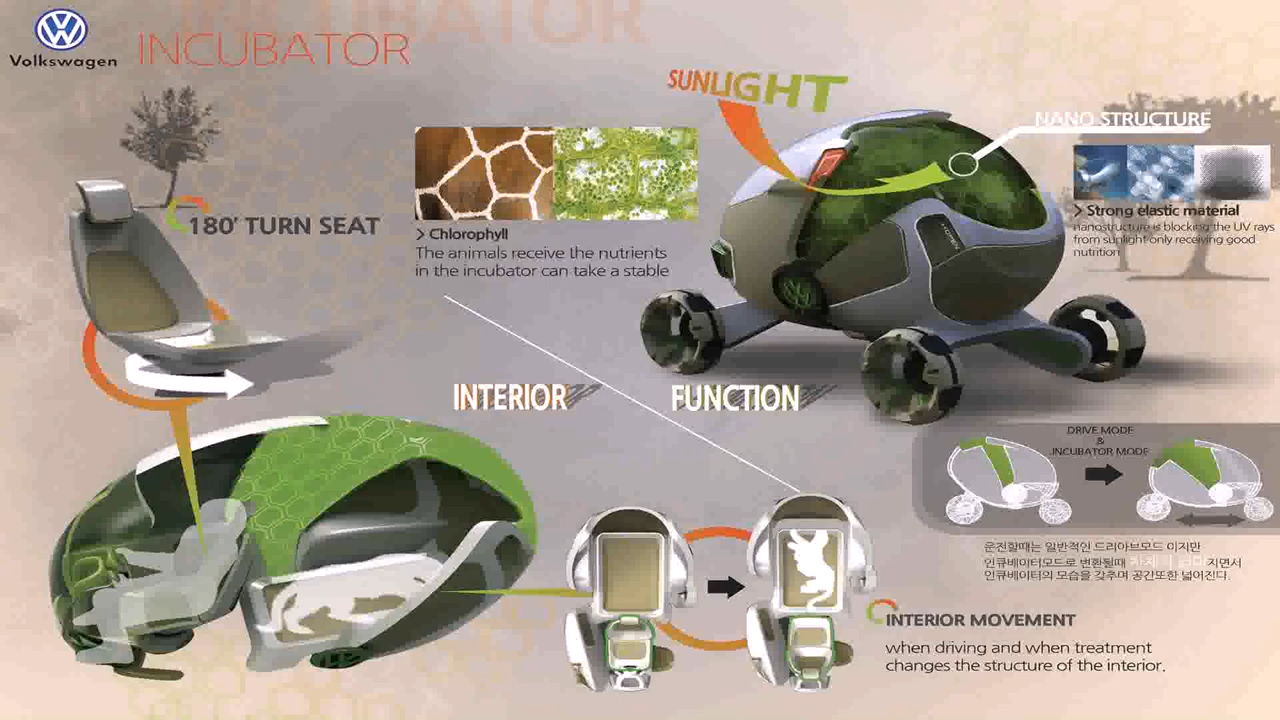 INCUBATOR
Volkswagen
INCUBATOR
SUNLIGHT
NANO STRUCTURE
> Strong elastic material
nanostructure is blocking the UV rays
from sunlight only receiving good
nutrition
180' TURN SEAT
> Chlorophyll
The animals receive the nutrients
in the incubator can take a stable
INTERIOR
FUNCTION
DRIVE MODE
&
.INCUBATOR MODE
운전할때는 일반적인 드라이브모드 이지만
인큐베이터모드로 변환될때 지면서
인큐베이터의 모습을 갖추며 공간또한 넓어진다.
INTERIOR MOVEMENT
when driving and when treatment
changes the structure of the interior.